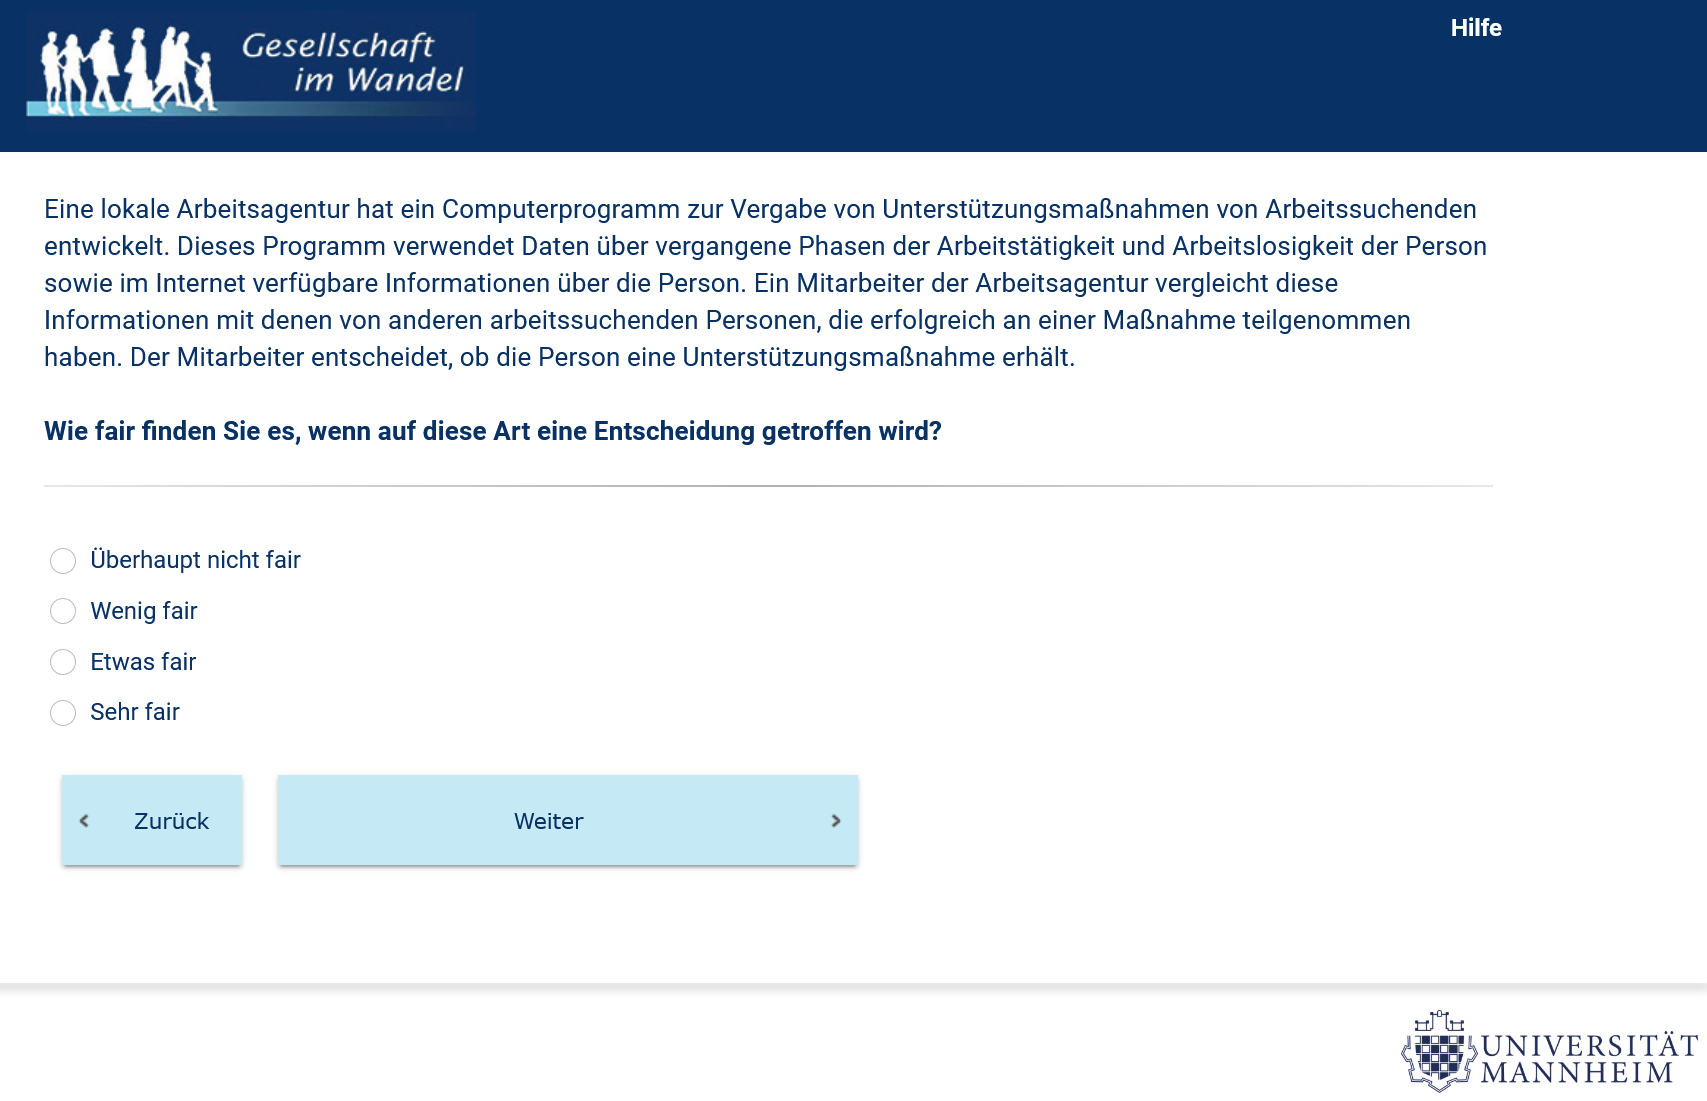 Gesellschaft
im Wandel
Hilfe
Eine lokale Arbeitsagentur hat ein Computerprogramm zur Vergabe von Unterstützungsmaßnahmen von Arbeitssuchenden
entwickelt. Dieses Programm verwendet Daten über vergangene Phasen der Arbeitstätigkeit und Arbeitslosigkeit der Person
sowie im Internet verfügbare Informationen über die Person. Ein Mitarbeiter der Arbeitsagentur vergleicht diese
Informationen mit denen von anderen arbeitssuchenden Personen, die erfolgreich an einer Maßnahme teilgenommen
haben. Der Mitarbeiter entscheidet, ob die Person eine Unterstützungsmaßnahme erhält.
Wie fair finden Sie es, wenn auf diese Art eine Entscheidung getroffen wird?
Überhaupt nicht fair
Wenig fair
Etwas fair
Sehr fair
Zurück
Weiter
UNIVERSITÄT
MANNHEIM